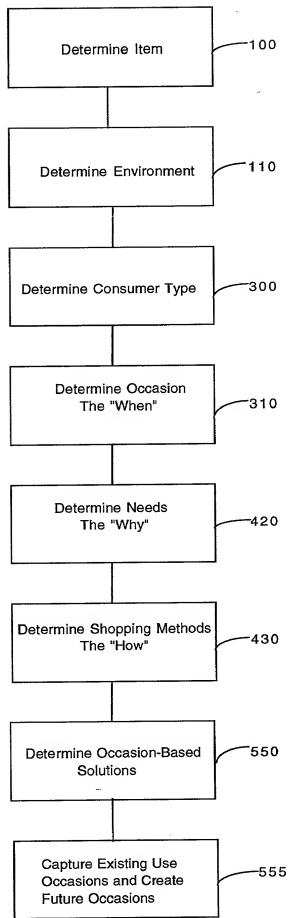 Determine Item
100
Determine Environment
110
Determine Consumer Type
300
Determine Occasion
The "When"
310
Determine Needs
The "Why"
420
Determine Shopping Methods
The "How"
430
Determine Occasion-Based
Solutions
550
Capture Existing Use
Occasions and Create
Future Occasions
555